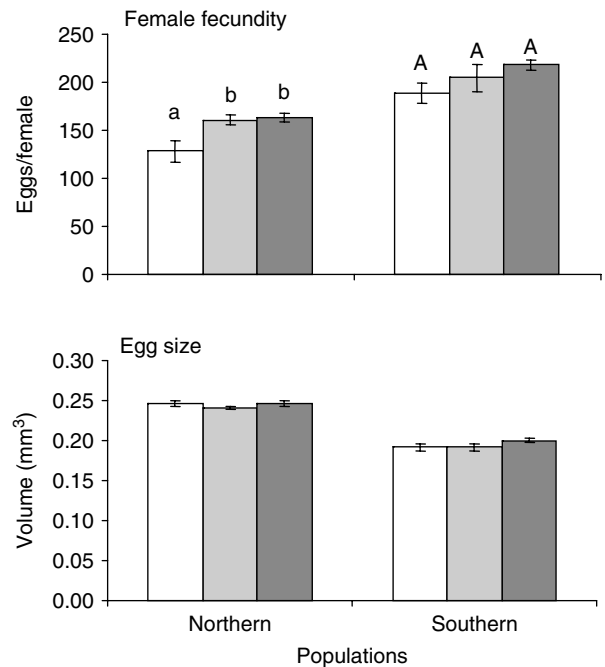 Female fecundity
250
200
150
100
50
0
Eggs/female
a b b
A A A
Egg size
0.30
0.25
0.20
0.15
0.10
0.05
0.00
Volume (mm³)
Northern Southern
Populations